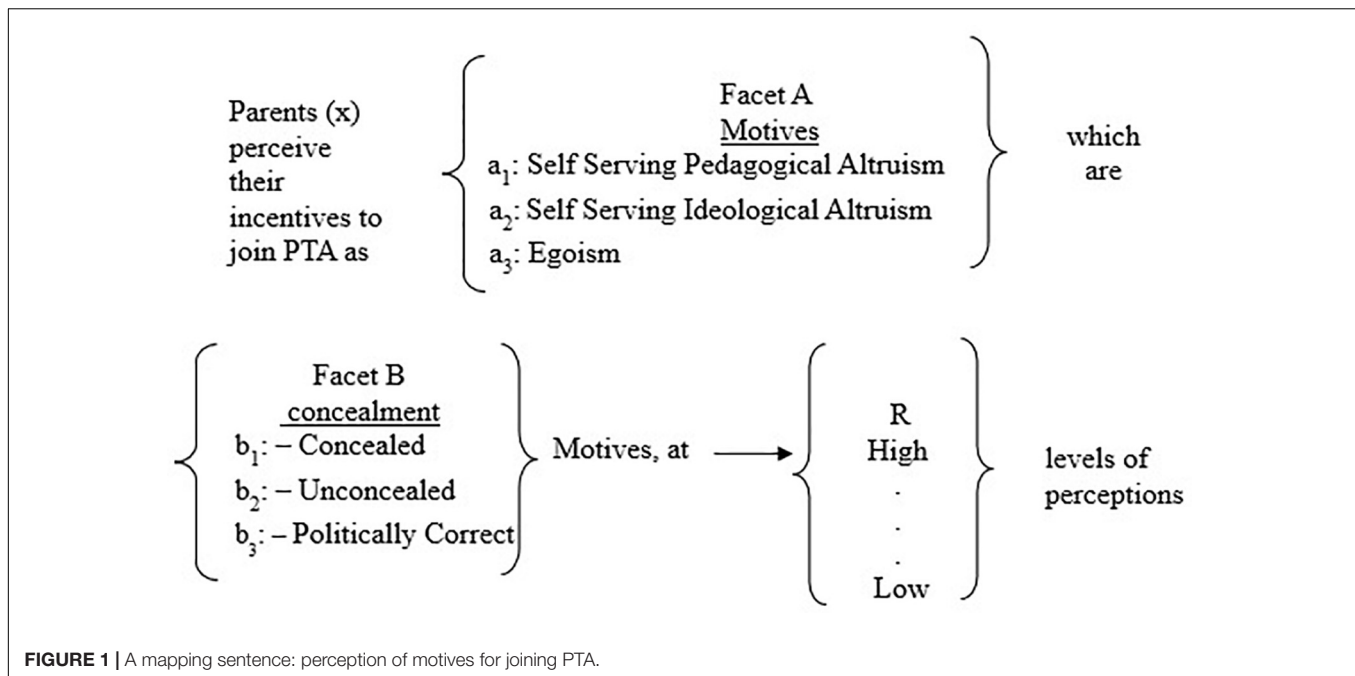 Parents (x)
perceive
their
incentives to
join PTA as
Facet A
Motives
a₁: Self Serving Pedagogical Altruism
a₂: Self Serving Ideological Altruism
a₃: Egoism
which
are
Facet B
concealment
b₁: – Concealed
b₂: – Unconcealed
b₃: – Politically Correct
Motives, at
R
High
.
.
.
Low
levels of
perceptions
FIGURE 1 | A mapping sentence: perception of motives for joining PTA.